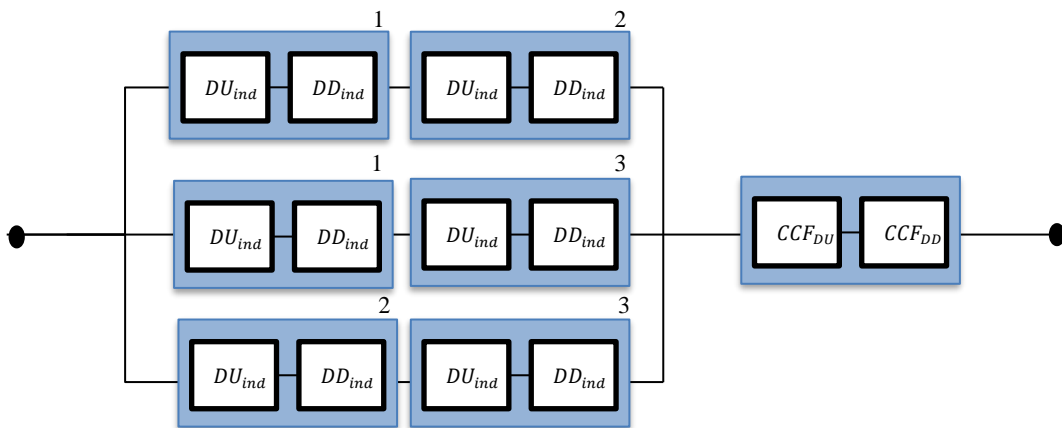 1 2
DU_ind DD_ind DU_ind DD_ind
1 3
DU_ind DD_ind DU_ind DD_ind CCF_DU CCF_DD
2 3
DU_ind DD_ind DU_ind DD_ind